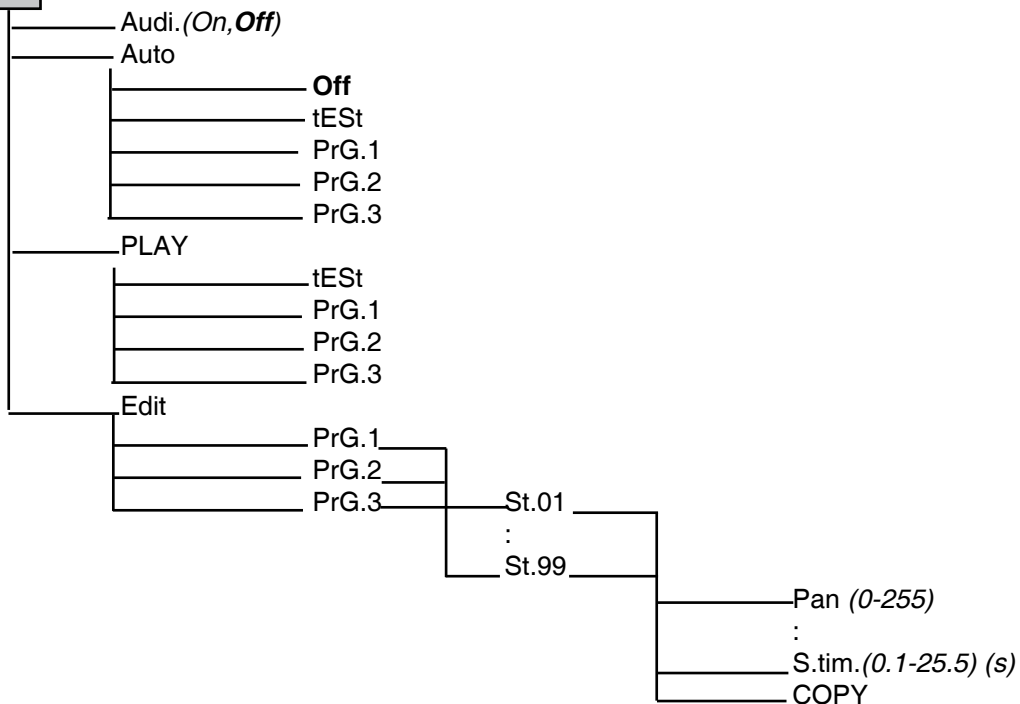 Audi.(On,Off)
Auto
Off
tESt
PrG.1
PrG.2
PrG.3
PLAY
tESt
PrG.1
PrG.2
PrG.3
Edit
PrG.1
PrG.2
PrG.3
St.01
:
St.99
Pan (0-255)
:
S.tim.(0.1-25.5) (s)
COPY